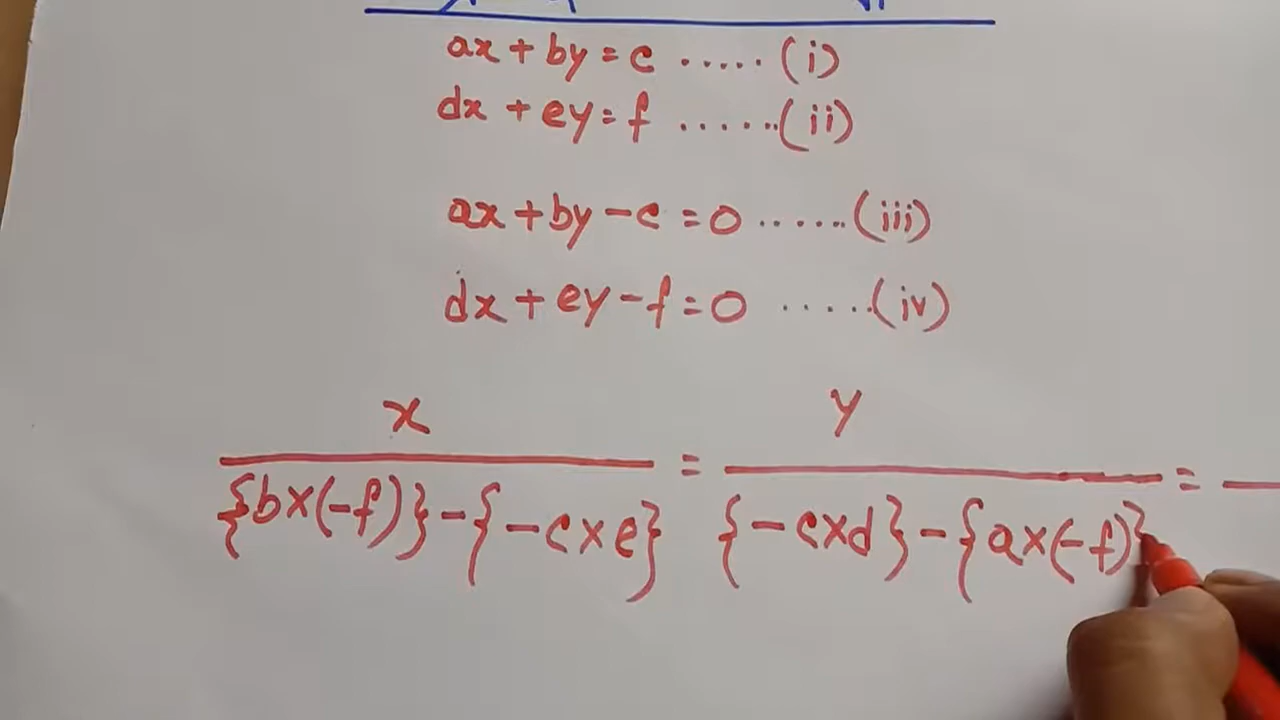 ax + by = c ..... (i)
dx + ey = f ...... (ii)
ax + by - c = 0 ...... (iii)
dx + ey - f = 0 ..... (iv)
x = y =
{b×(-f)} - {-c×e} {-c×d} - {a×(-f)}